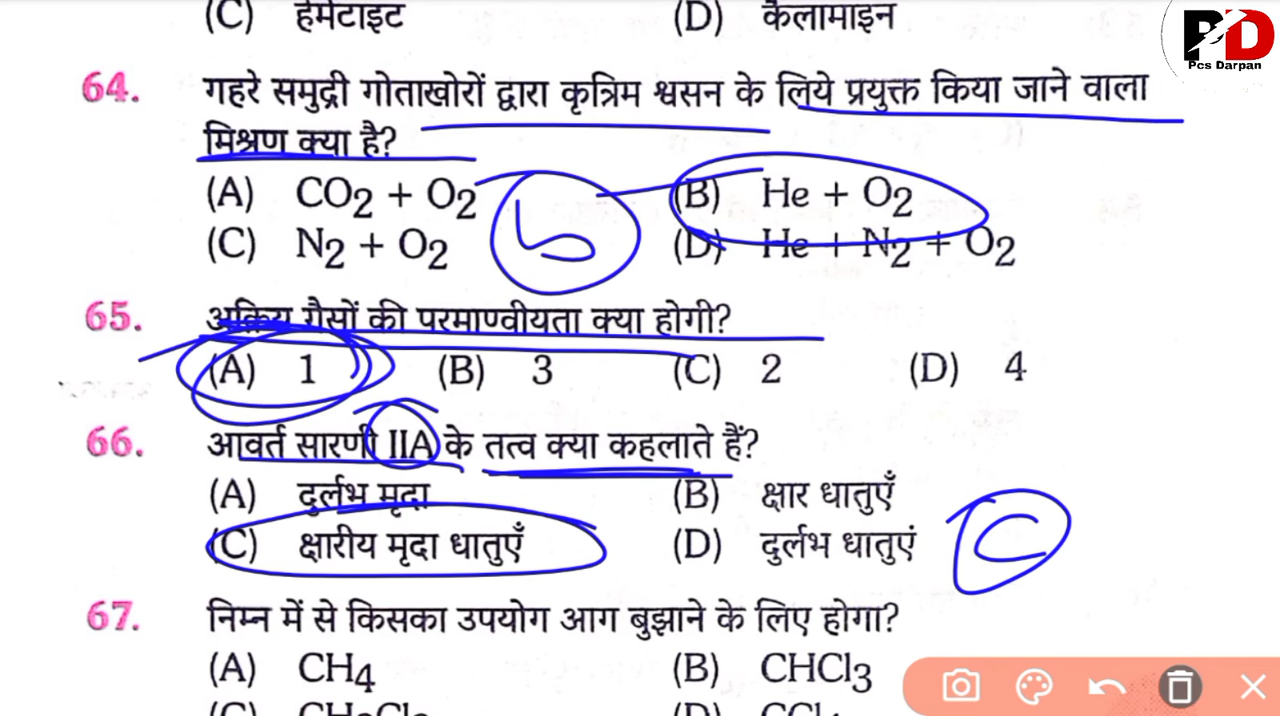 (C) हेमेटाइट (D) कैलामाइन
PD
Pcs Darpan
64. गहरे समुद्री गोताखोरों द्वारा कृत्रिम श्वसन के लिये प्रयुक्त किया जाने वाला
मिश्रण क्या है?
(A) CO2 + O2 (B) He + O2
b
(C) N2 + O2 (D) He + N2 + O2
65. अक्रिय गैसों की परमाण्वीयता क्या होगी?
(A) 1 (B) 3 (C) 2 (D) 4
66. आवर्त सारणी IIA के तत्व क्या कहलाते हैं?
(A) दुर्लभ मृदा (B) क्षार धातुएँ
(C) क्षारीय मृदा धातुएँ (D) दुर्लभ धातुएं
C
67. निम्न में से किसका उपयोग आग बुझाने के लिए होगा?
(A) CH4 (B) CHCl3